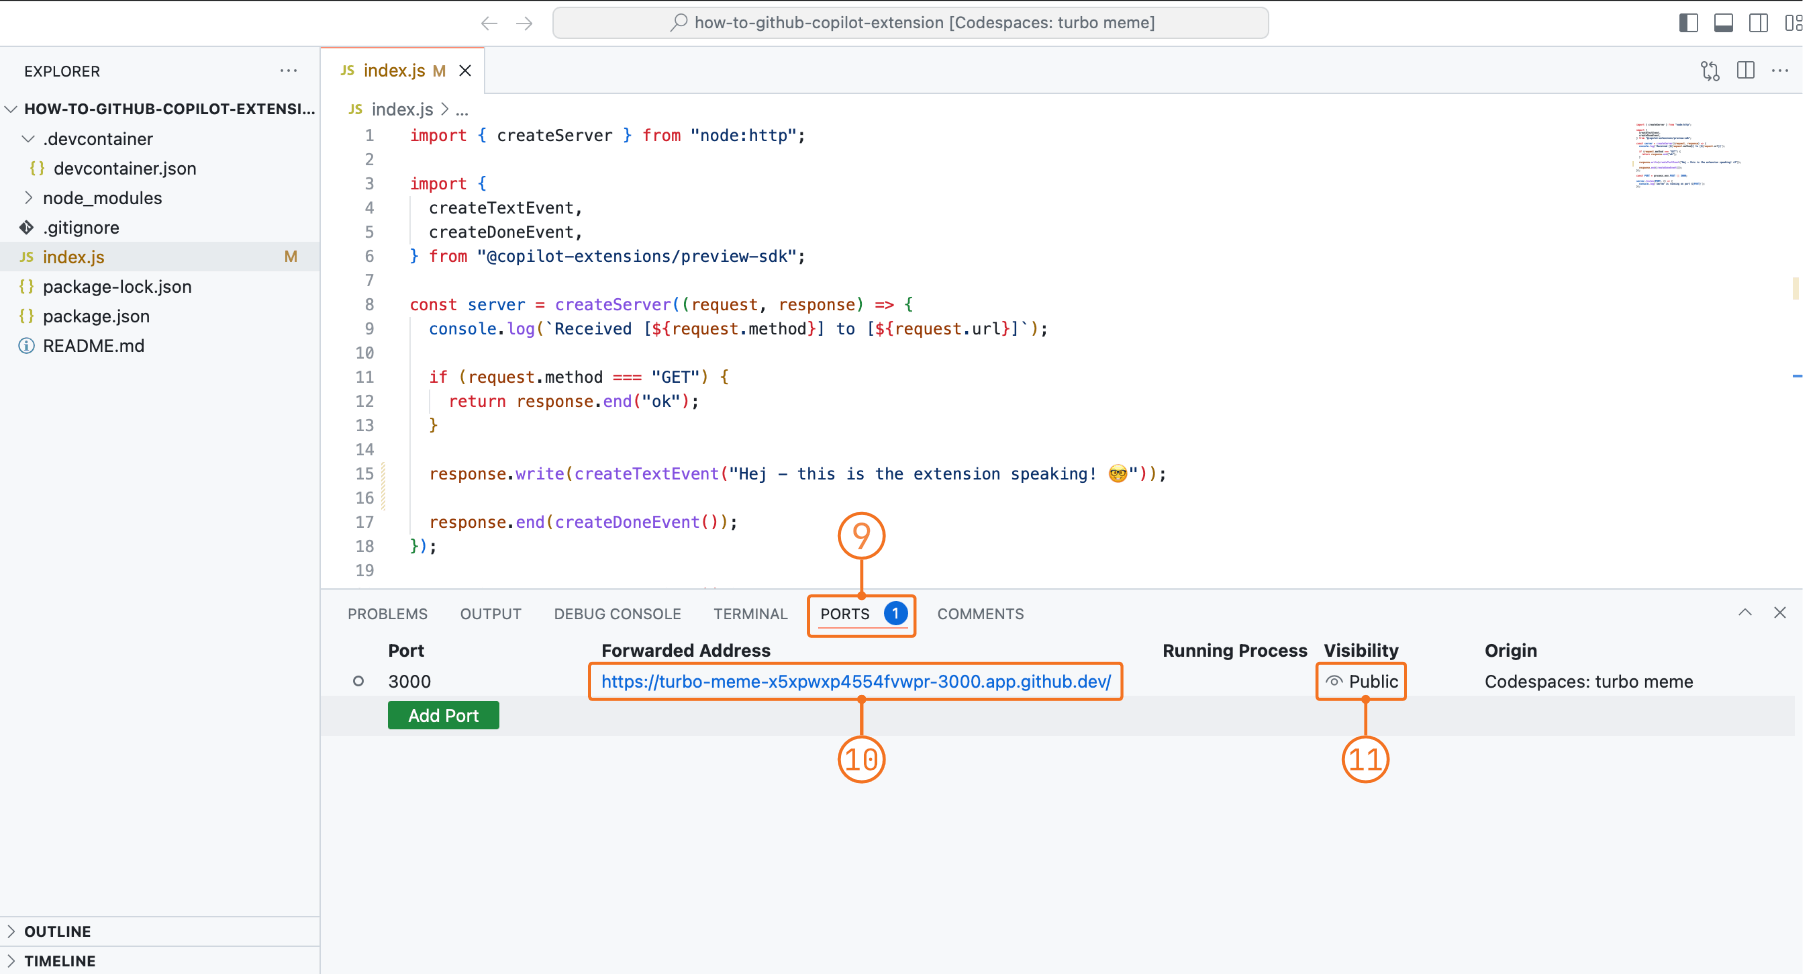 how-to-github-copilot-extension [Codespaces: turbo meme]
EXPLORER
HOW-TO-GITHUB-COPILOT-EXTENSI...
.devcontainer
{} devcontainer.json
node_modules
.gitignore
JS index.js M
{} package-lock.json
{} package.json
README.md
OUTLINE
TIMELINE
JS index.js M
JS index.js > ...
1 import { createServer } from "node:http";
2
3 import {
4 createTextEvent,
5 createDoneEvent,
6 } from "@copilot-extensions/preview-sdk";
7
8 const server = createServer((request, response) => {
9 console.log(`Received [${request.method}] to [${request.url}]`);
10
11 if (request.method === "GET") {
12 return response.end("ok");
13 }
14
15 response.write(createTextEvent("Hej - this is the extension speaking! 🤓"));
16
17 response.end(createDoneEvent());
18 });
19
9
PROBLEMS OUTPUT DEBUG CONSOLE TERMINAL PORTS 1 COMMENTS
Port Forwarded Address Running Process Visibility Origin
3000 https://turbo-meme-x5xpwxp4554fvwpr-3000.app.github.dev/ Public Codespaces: turbo meme
Add Port
10 11